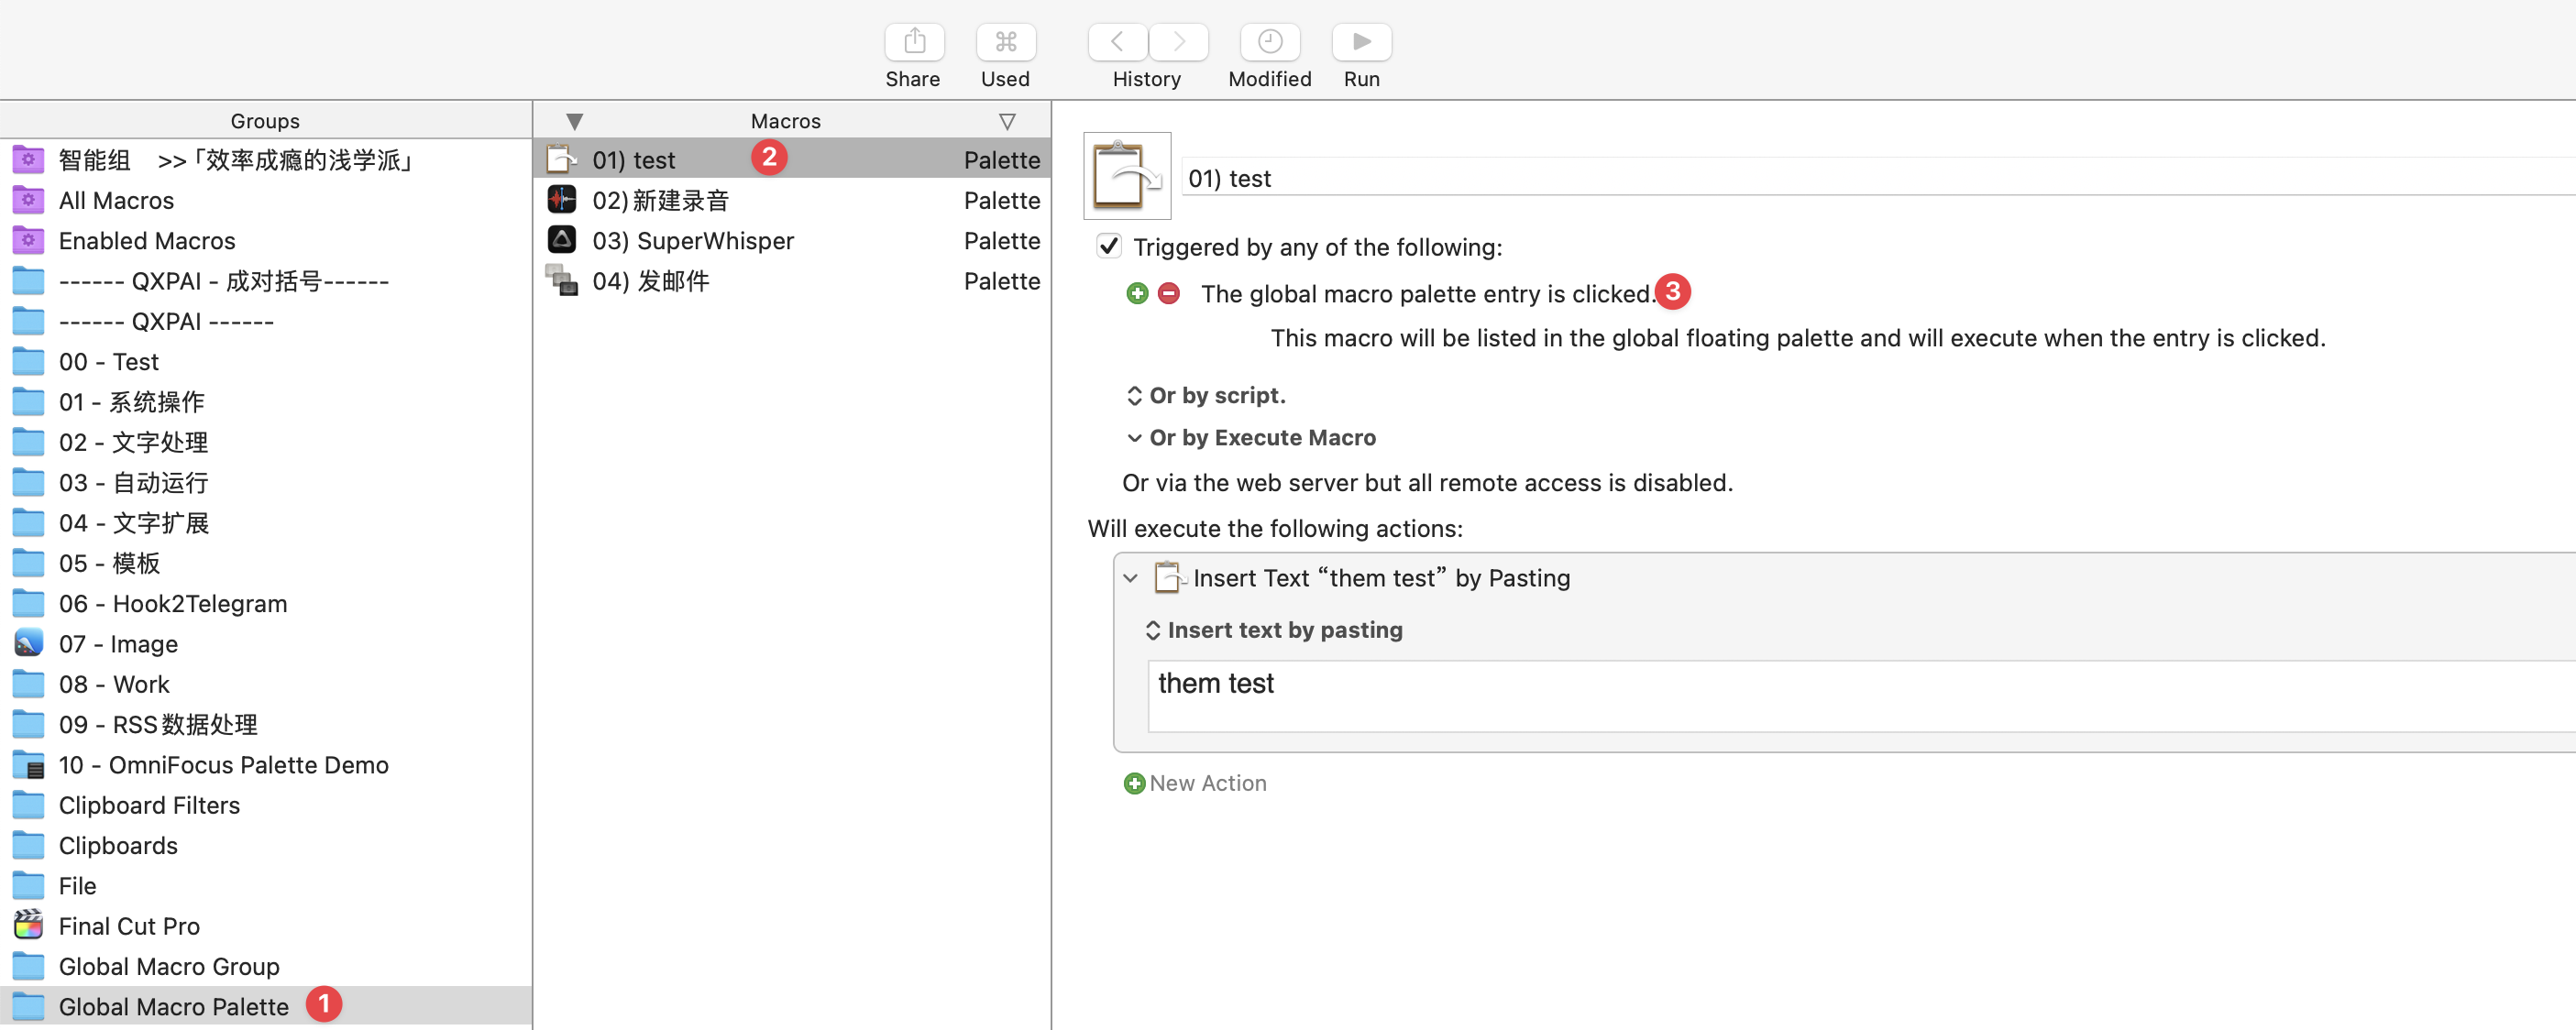 Share
Used
History
Modified
Run
Groups
智能组 >>「效率成瘾的浅学派」
All Macros
Enabled Macros
------ QXPAI - 成对括号------
------ QXPAI ------
00 - Test
01 - 系统操作
02 - 文字处理
03 - 自动运行
04 - 文字扩展
05 - 模板
06 - Hook2Telegram
07 - Image
08 - Work
09 - RSS数据处理
10 - OmniFocus Palette Demo
Clipboard Filters
Clipboards
File
Final Cut Pro
Global Macro Group
Global Macro Palette 1
Macros
01) test 2 Palette
02)新建录音 Palette
03) SuperWhisper Palette
04) 发邮件 Palette
01) test
Triggered by any of the following:
The global macro palette entry is clicked. 3
This macro will be listed in the global floating palette and will execute when the entry is clicked.
Or by script.
Or by Execute Macro
Or via the web server but all remote access is disabled.
Will execute the following actions:
Insert Text “them test” by Pasting
Insert text by pasting
them test
New Action